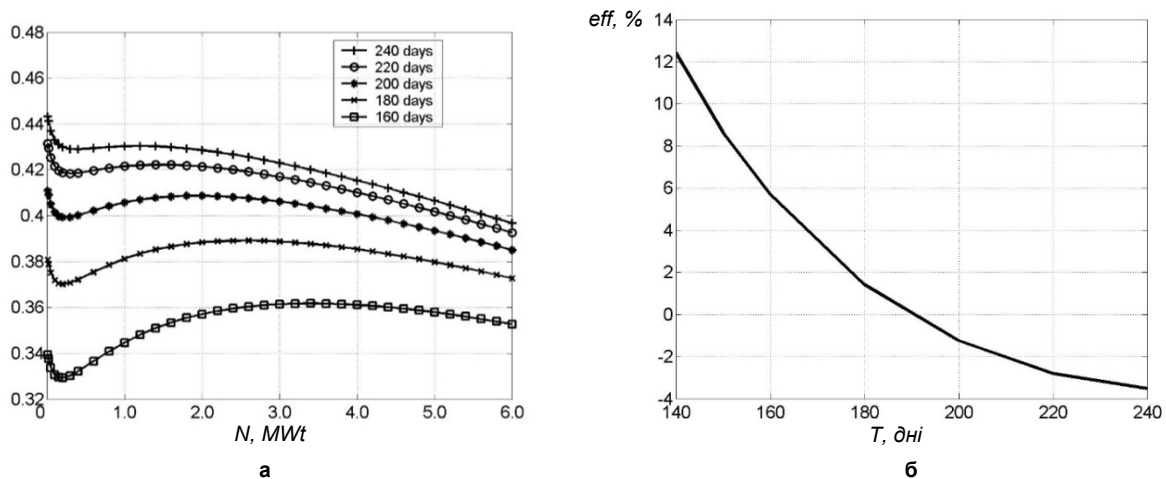 0.48
0.46
0.44
0.42
0.4
0.38
0.36
0.34
0.32
240 days
220 days
200 days
180 days
160 days
0 1.0 2.0 3.0 4.0 5.0 6.0
N, MWt
а
eff, %
14
12
10
8
6
4
2
0
-2
-4
140 160 180 200 220 240
T, дні
б